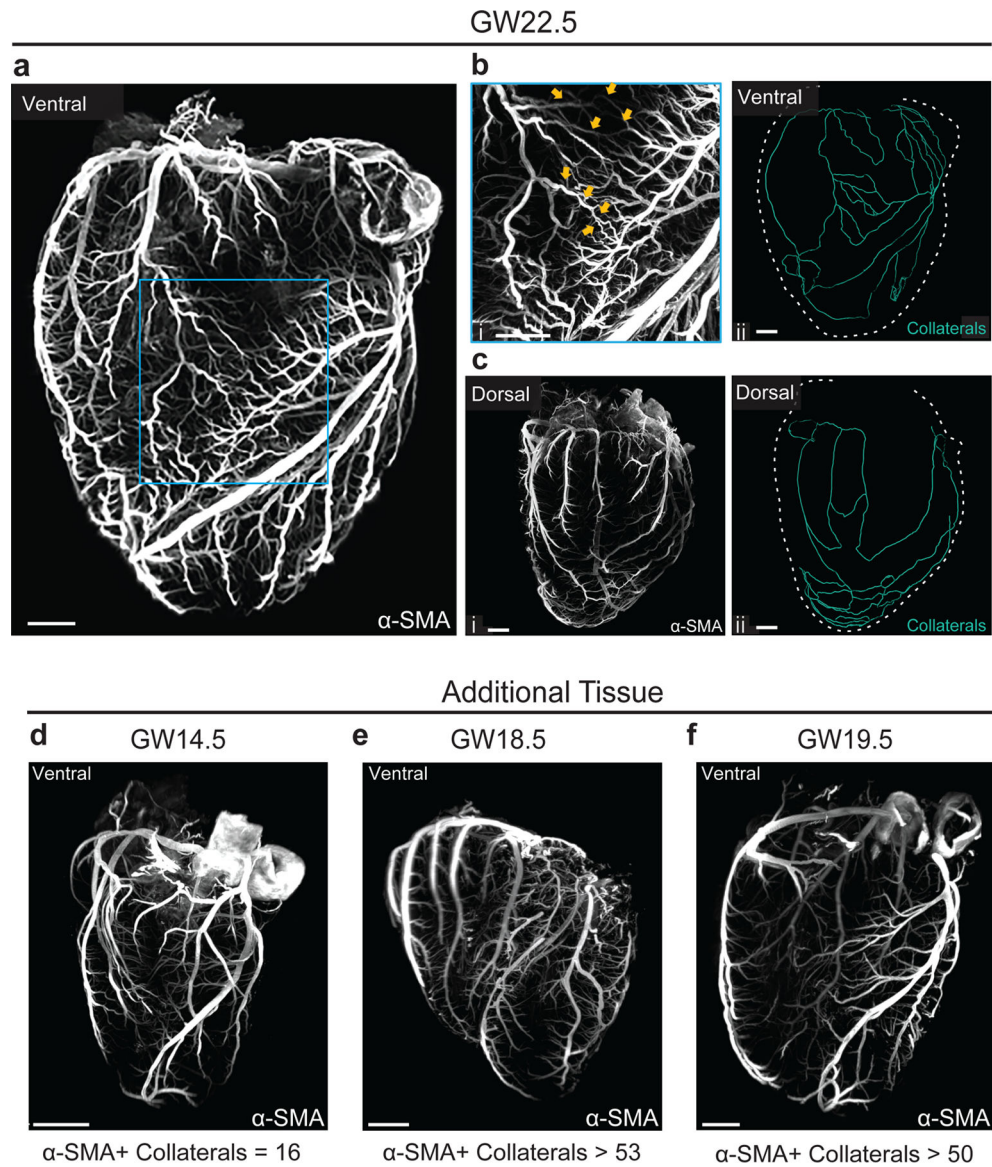 GW22.5
a
Ventral
α-SMA
b
i
Ventral
ii
Collaterals
c
Dorsal
i
α-SMA
Dorsal
ii
Collaterals
Additional Tissue
d
GW14.5
Ventral
α-SMA
α-SMA+ Collaterals = 16
e
GW18.5
Ventral
α-SMA
α-SMA+ Collaterals > 53
f
GW19.5
Ventral
α-SMA
α-SMA+ Collaterals > 50